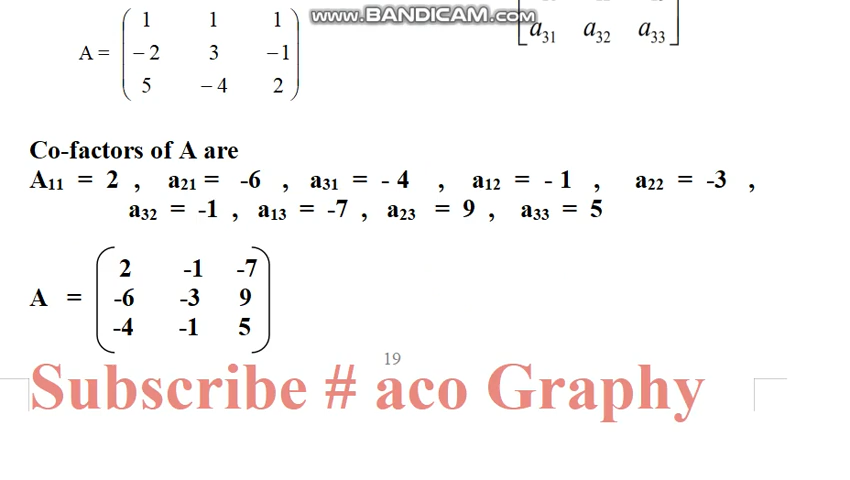 www.BANDICAM.com
1 1 1
A = – 2 3 –1
5 – 4 2
a31 a32 a33
Co-factors of A are
A11 = 2 , a21 = -6 , a31 = - 4 , a12 = - 1 , a22 = -3 ,
a32 = -1 , a13 = -7 , a23 = 9 , a33 = 5
2 -1 -7
A = -6 -3 9
-4 -1 5
19
Subscribe # aco Graphy